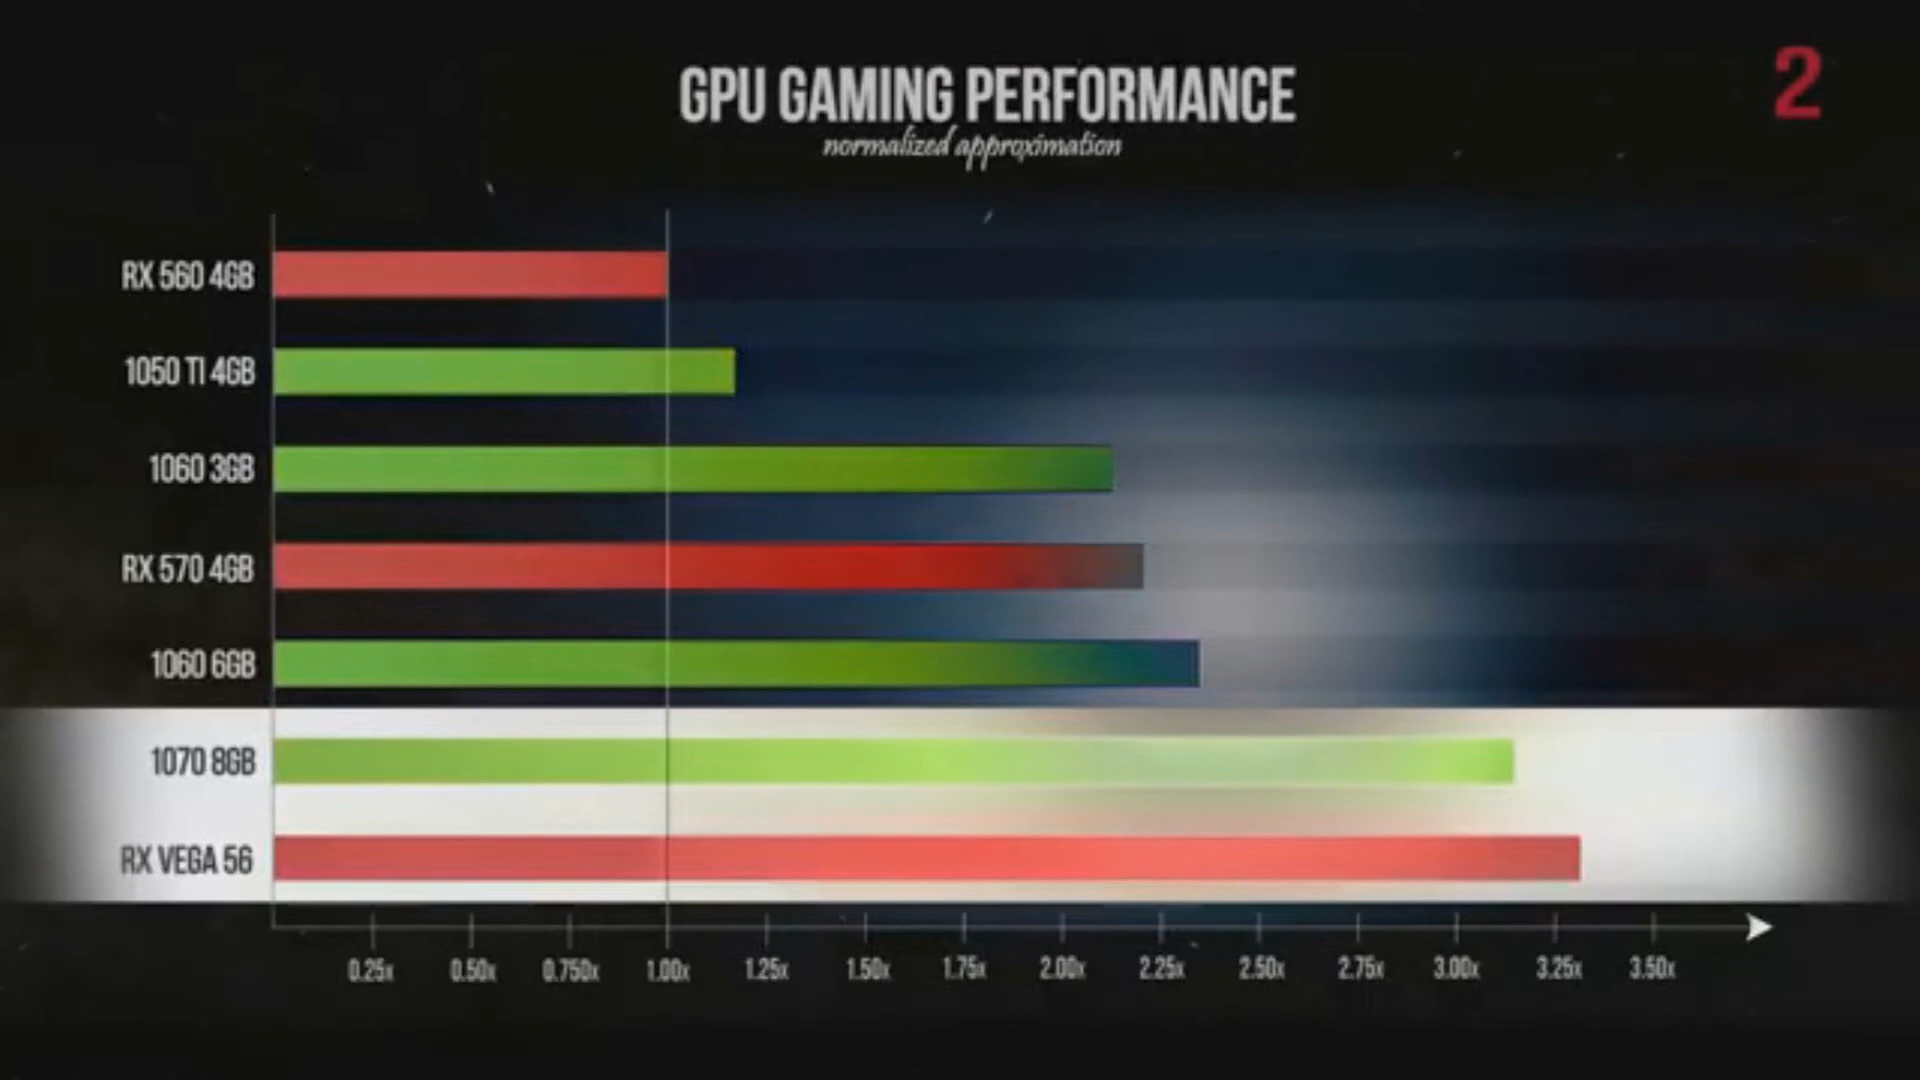 GPU GAMING PERFORMANCE
2
normalized approximation
RX 560 4GB
1050 TI 4GB
1060 3GB
RX 570 4GB
1060 6GB
1070 8GB
RX VEGA 56
0.25x 0.50x 0.750x 1.00x 1.25x 1.50x 1.75x 2.00x 2.25x 2.50x 2.75x 3.00x 3.25x 3.50x